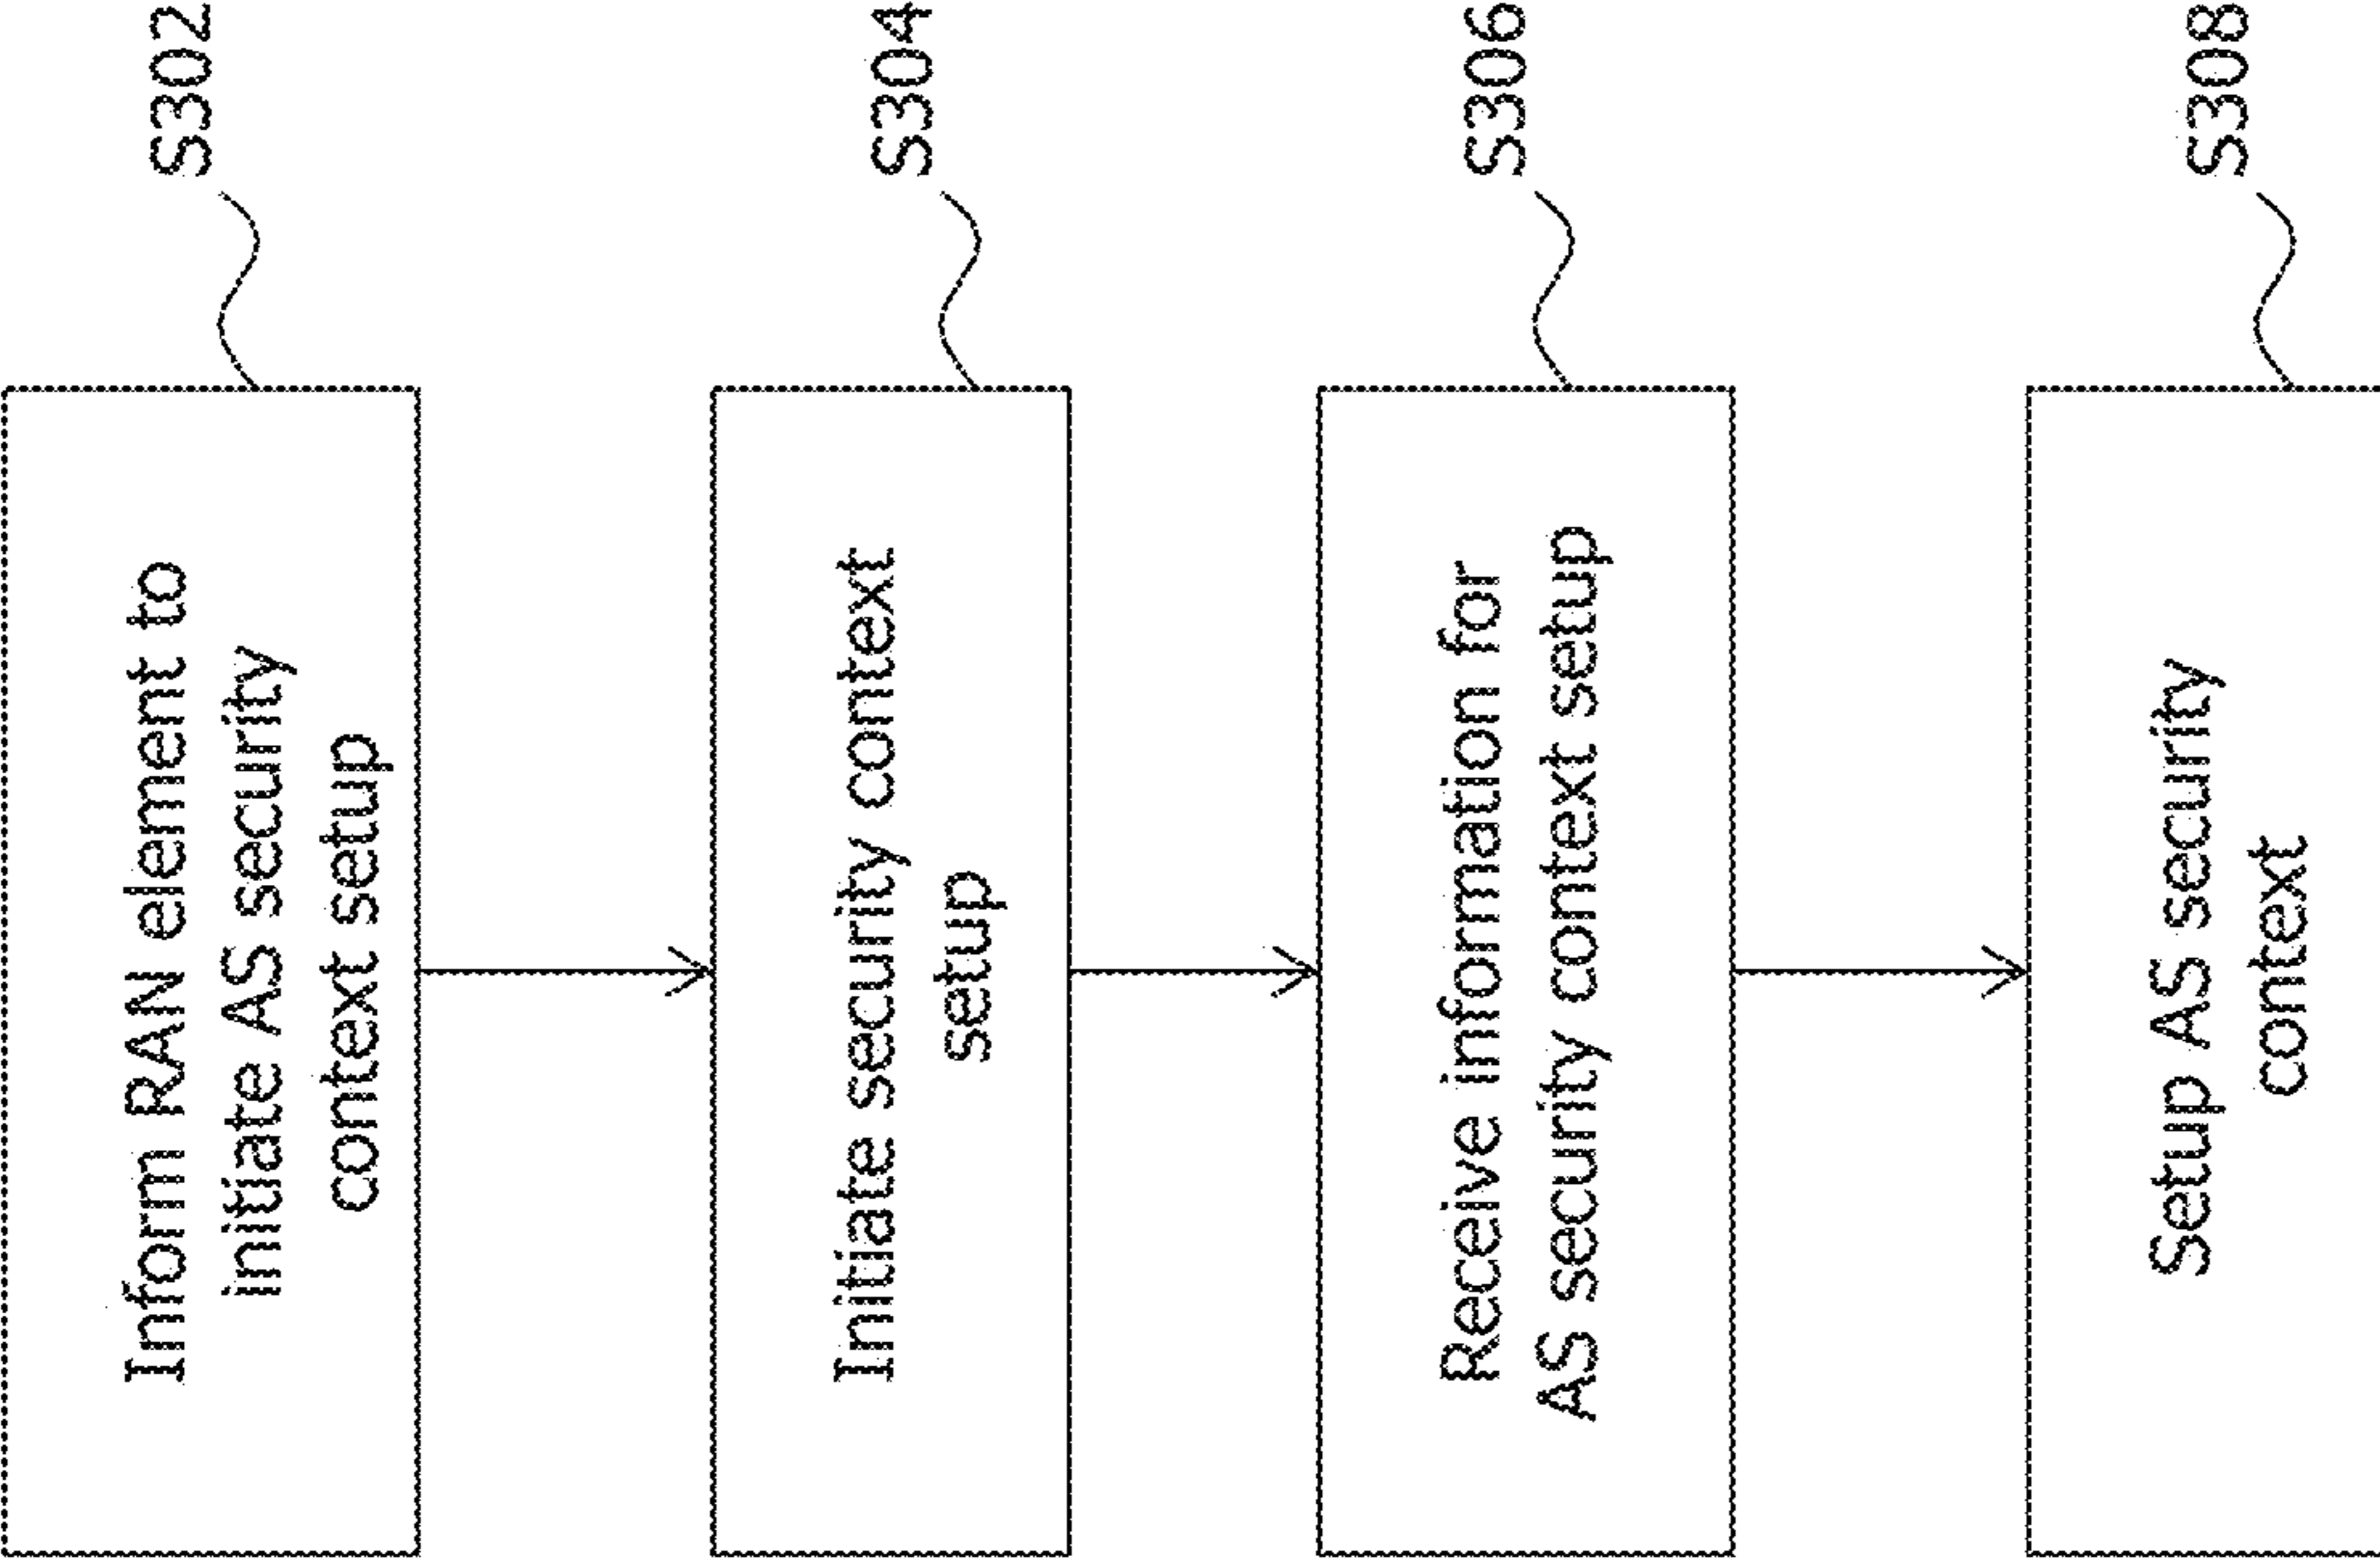 Inform RAN element to
initiate AS security
context setup
S302
Initiate security context
setup
S304
Receive information for
AS security context setup
S306
Setup AS security
context
S308